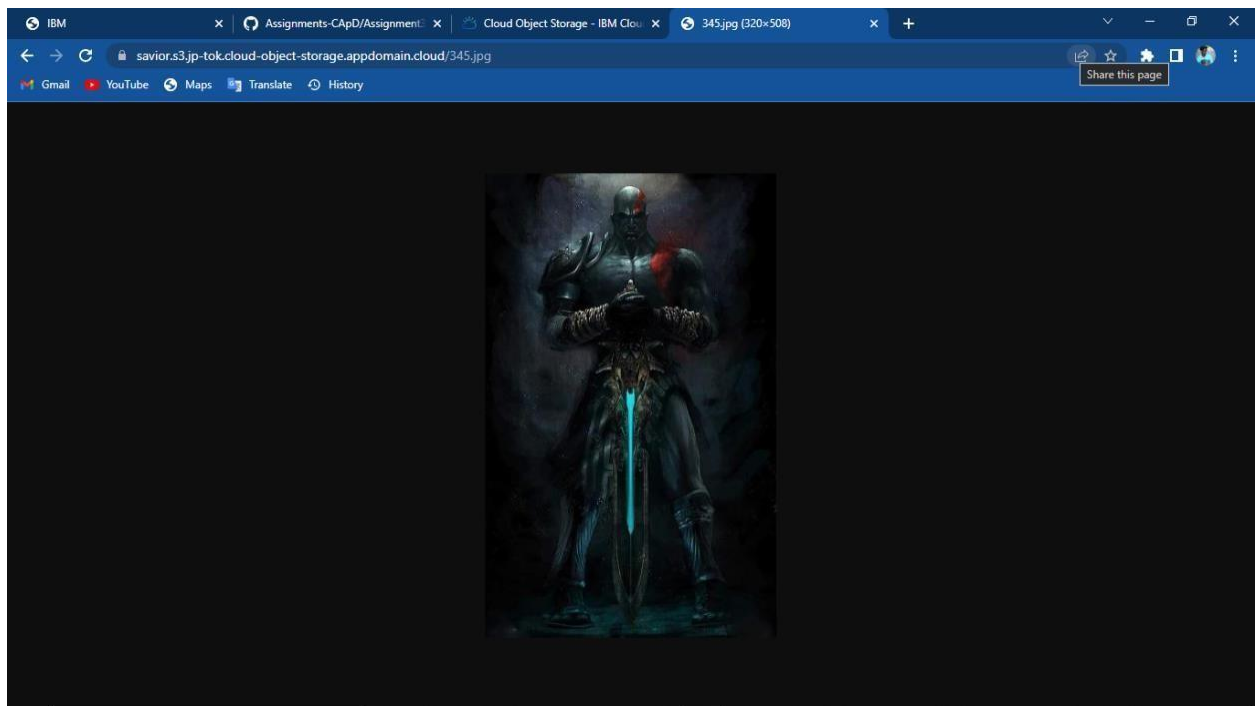 IBM
Assignments-CApD/Assignment3
Cloud Object Storage - IBM Clou
345.jpg (320×508)
savior.s3.jp-tok.cloud-object-storage.appdomain.cloud/345.jpg
Share this page
Gmail
YouTube
Maps
Translate
History